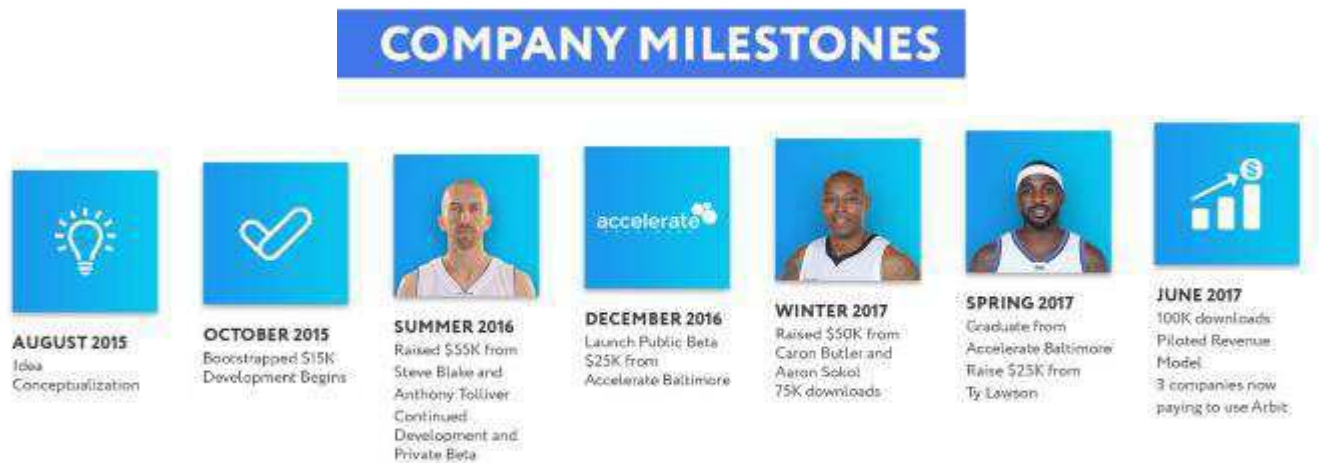 COMPANY MILESTONES
accelerate
AUGUST 2015
Idea
Conceptualization
OCTOBER 2015
Bootstrapped $15K
Development Begins
SUMMER 2016
Raised $55K from
Steve Blake and
Anthony Tolliver
Continued
Development and
Private Beta
DECEMBER 2016
Launch Public Beta
$25K from
Accelerate Baltimore
WINTER 2017
Raised $50K from
Caron Butler and
Aaron Sokol
75K downloads
SPRING 2017
Graduate from
Accelerate Baltimore
Raise $25K from
Ty Lawson
$
JUNE 2017
100K downloads
Piloted Revenue
Model
3 companies now
paying to use Arbit